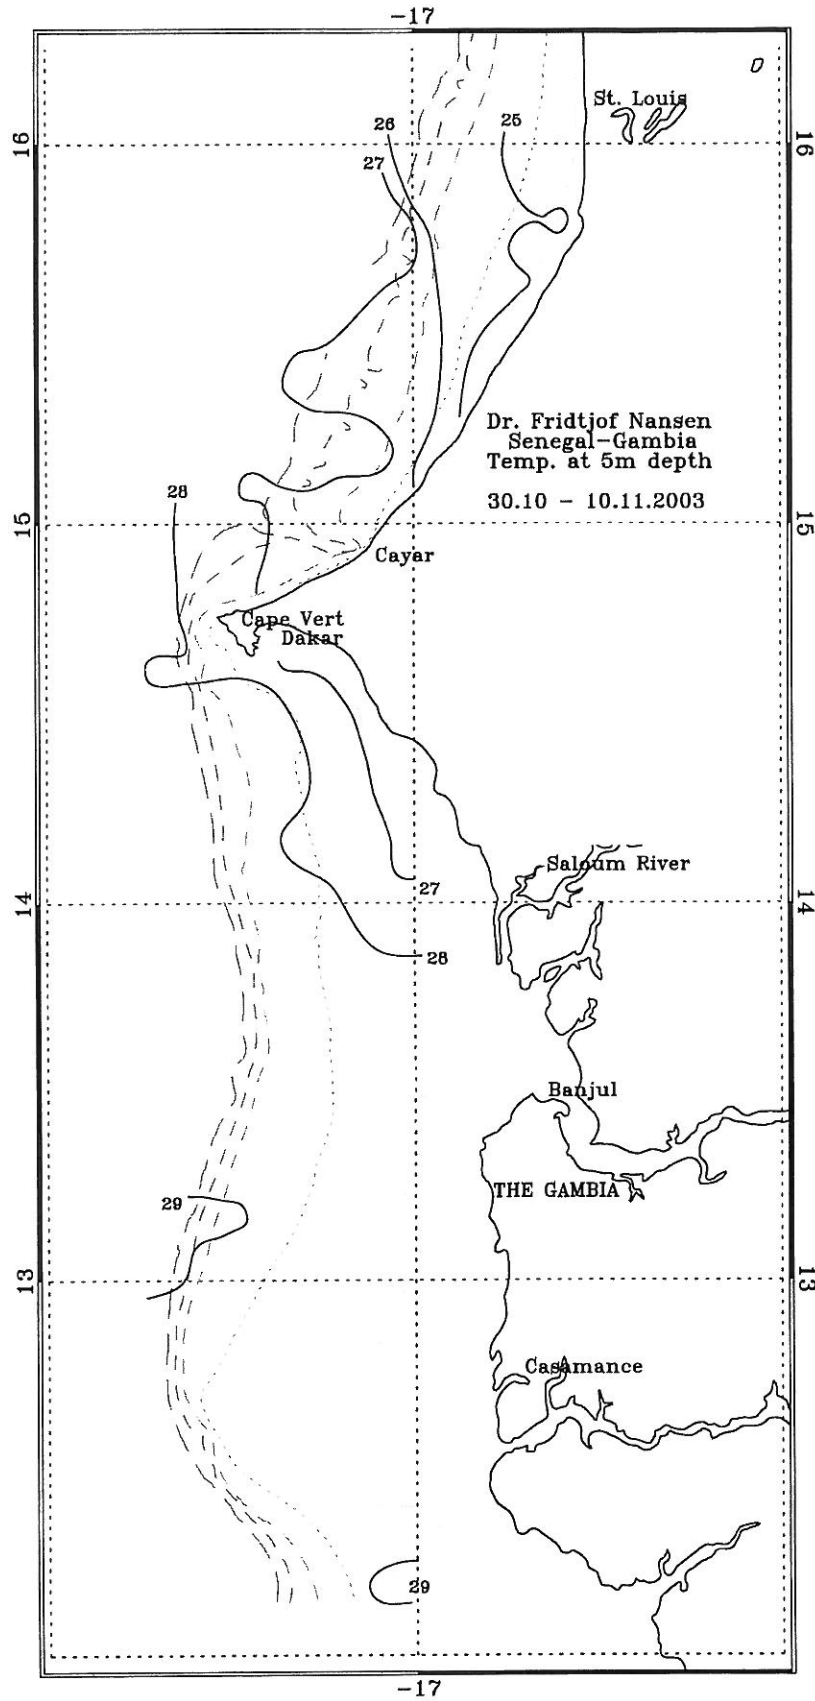 -17
St. Louis
26
25
16
16
27
Dr. Fridtjof Nansen
Senegal-Gambia
Temp. at 5m depth
28
30.10 - 10.11.2003
15
15
Cayar
Cape Vert
Dakar
Saloum River
27
14
14
28
Banjul
THE GAMBIA
29
13
13
Casamance
29
-17